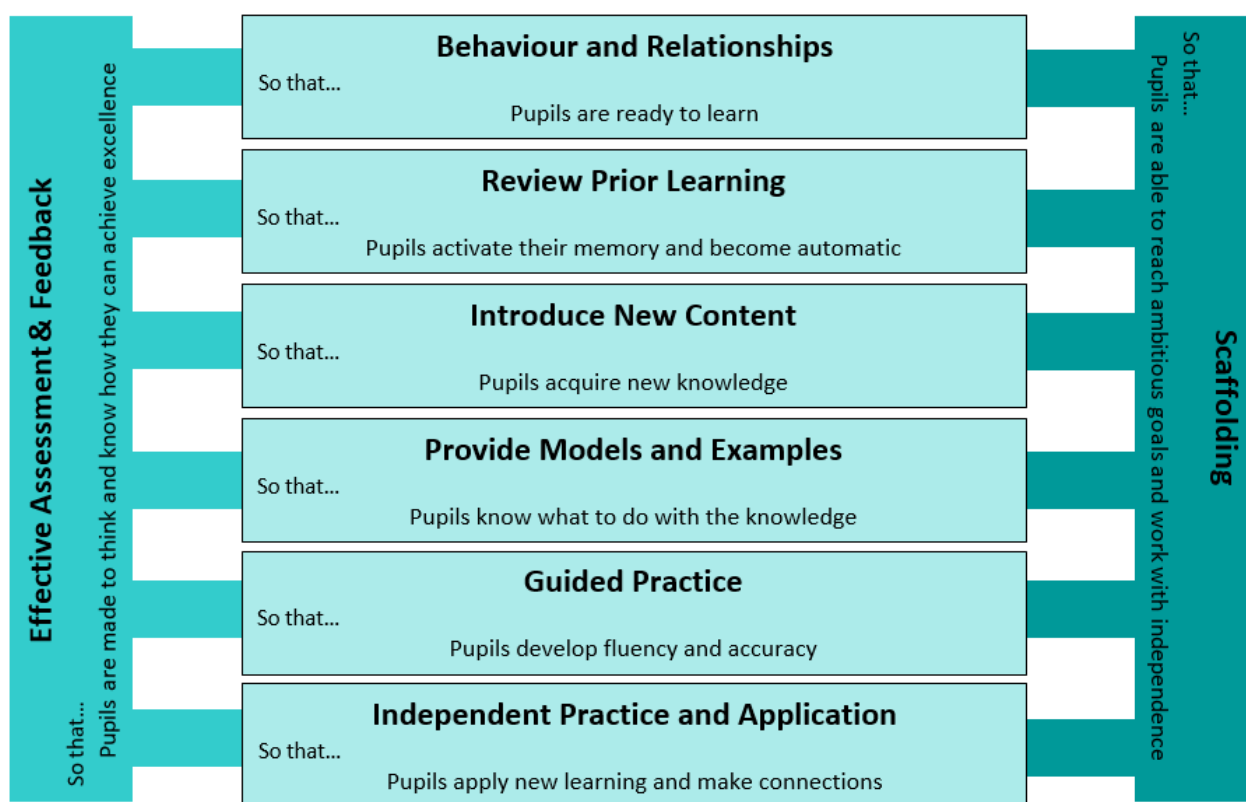 Effective Assessment & Feedback
So that...
Pupils are made to think and know how they can achieve excellence
Behaviour and Relationships
So that...
Pupils are ready to learn
Review Prior Learning
So that...
Pupils activate their memory and become automatic
Introduce New Content
So that...
Pupils acquire new knowledge
Provide Models and Examples
So that...
Pupils know what to do with the knowledge
Guided Practice
So that...
Pupils develop fluency and accuracy
Independent Practice and Application
So that...
Pupils apply new learning and make connections
Scaffolding
So that...
Pupils are able to reach ambitious goals and work with independence